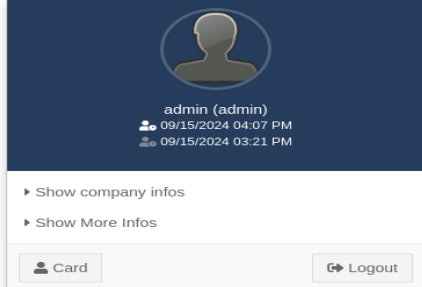 admin (admin)
09/15/2024 04:07 PM
09/15/2024 03:21 PM
Show company infos
Show More Infos
Card
Logout